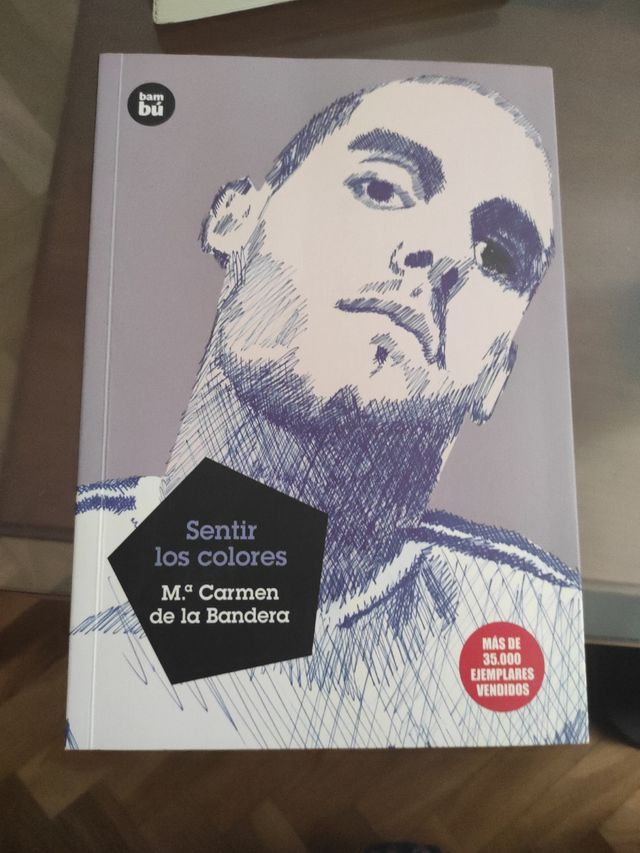 bam
bú
Sentir
los colores
M.ª Carmen
de la Bandera
MÁS DE
35.000
EJEMPLARES
VENDIDOS